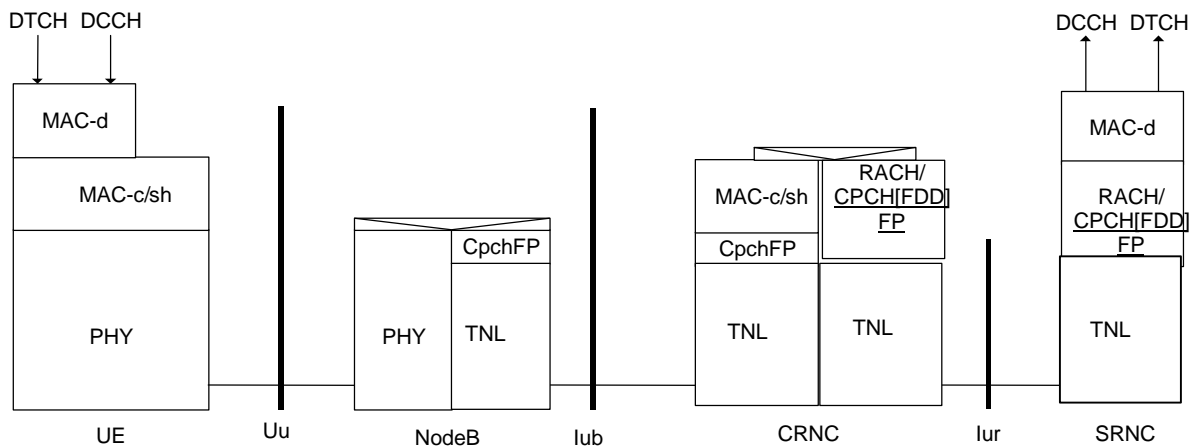 DTCH DCCH
DCCH DTCH
MAC-d
MAC-d
MAC-c/sh
MAC-c/sh
RACH/
CPCH[FDD]
FP
RACH/
CPCH[FDD]
FP
CpchFP
CpchFP
PHY
PHY
TNL
TNL
TNL
TNL
UE
Uu
NodeB
Iub
CRNC
Iur
SRNC